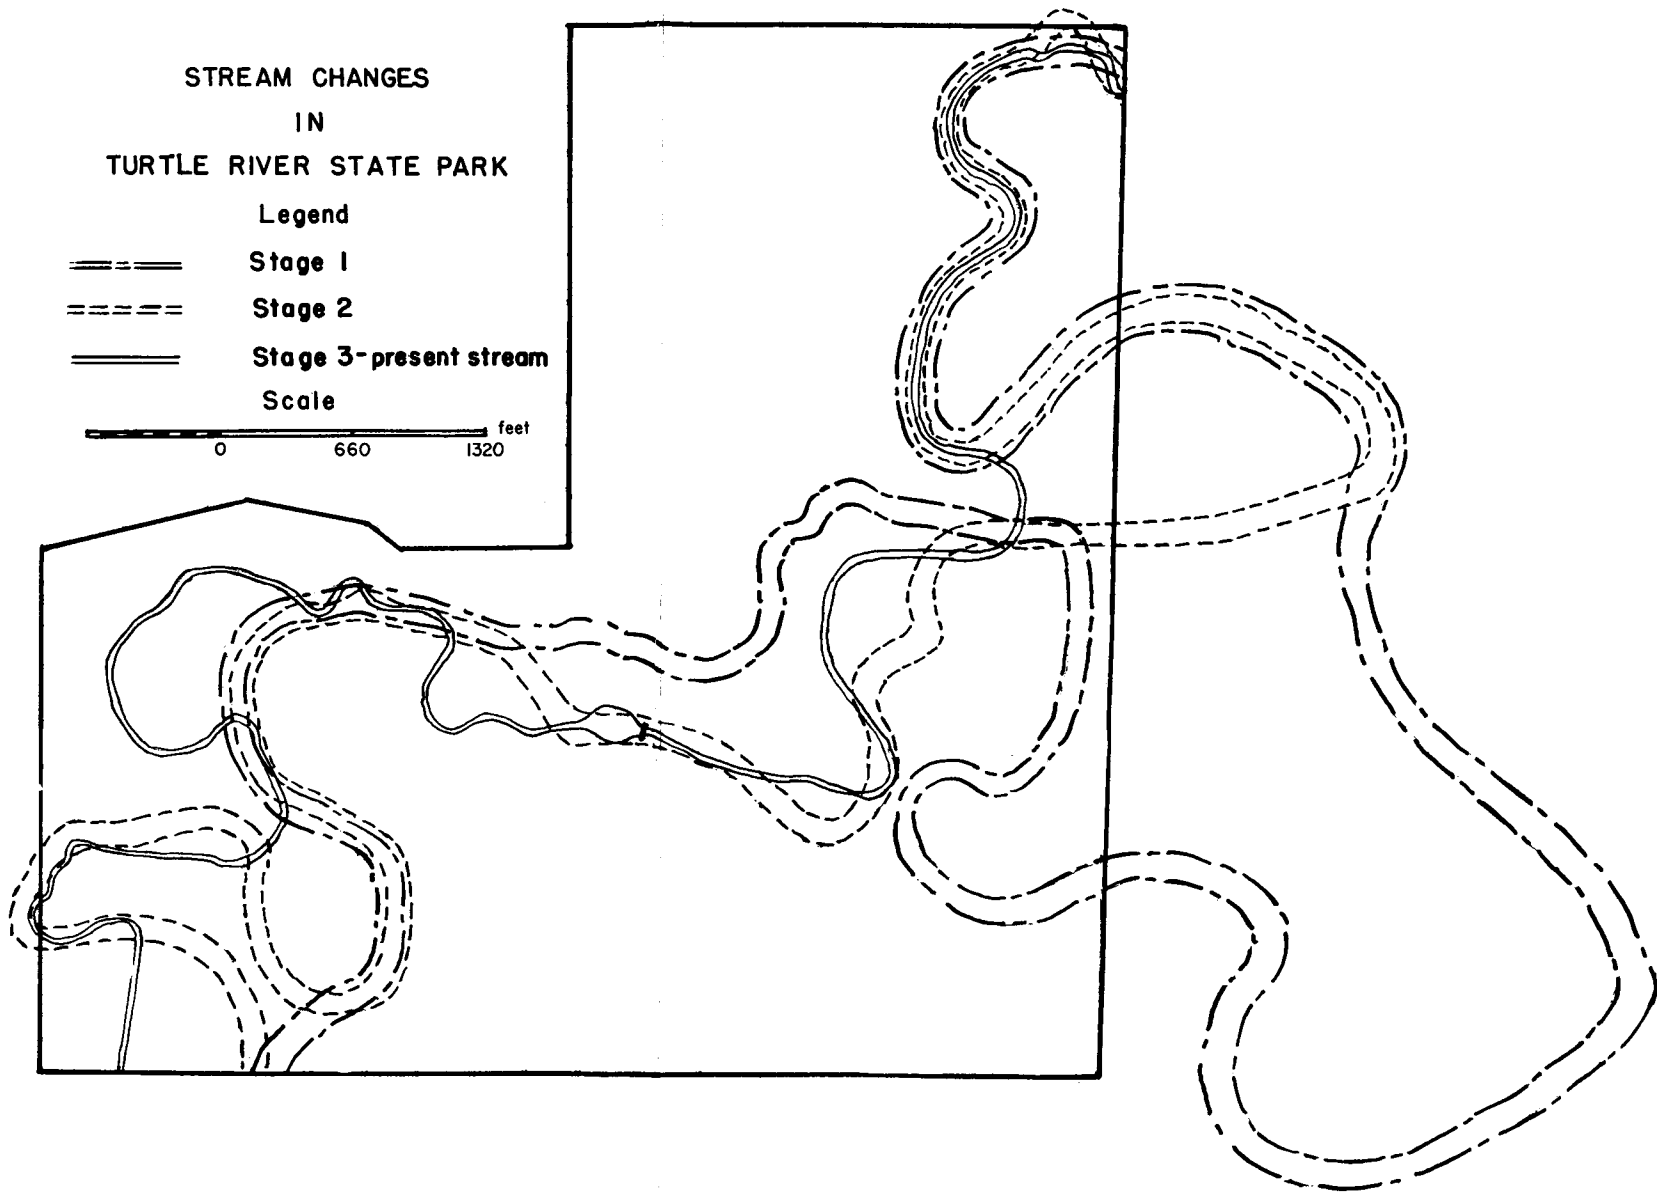 STREAM CHANGES
IN
TURTLE RIVER STATE PARK
Legend
Stage 1
Stage 2
Stage 3-present stream
Scale
feet
0 660 1320